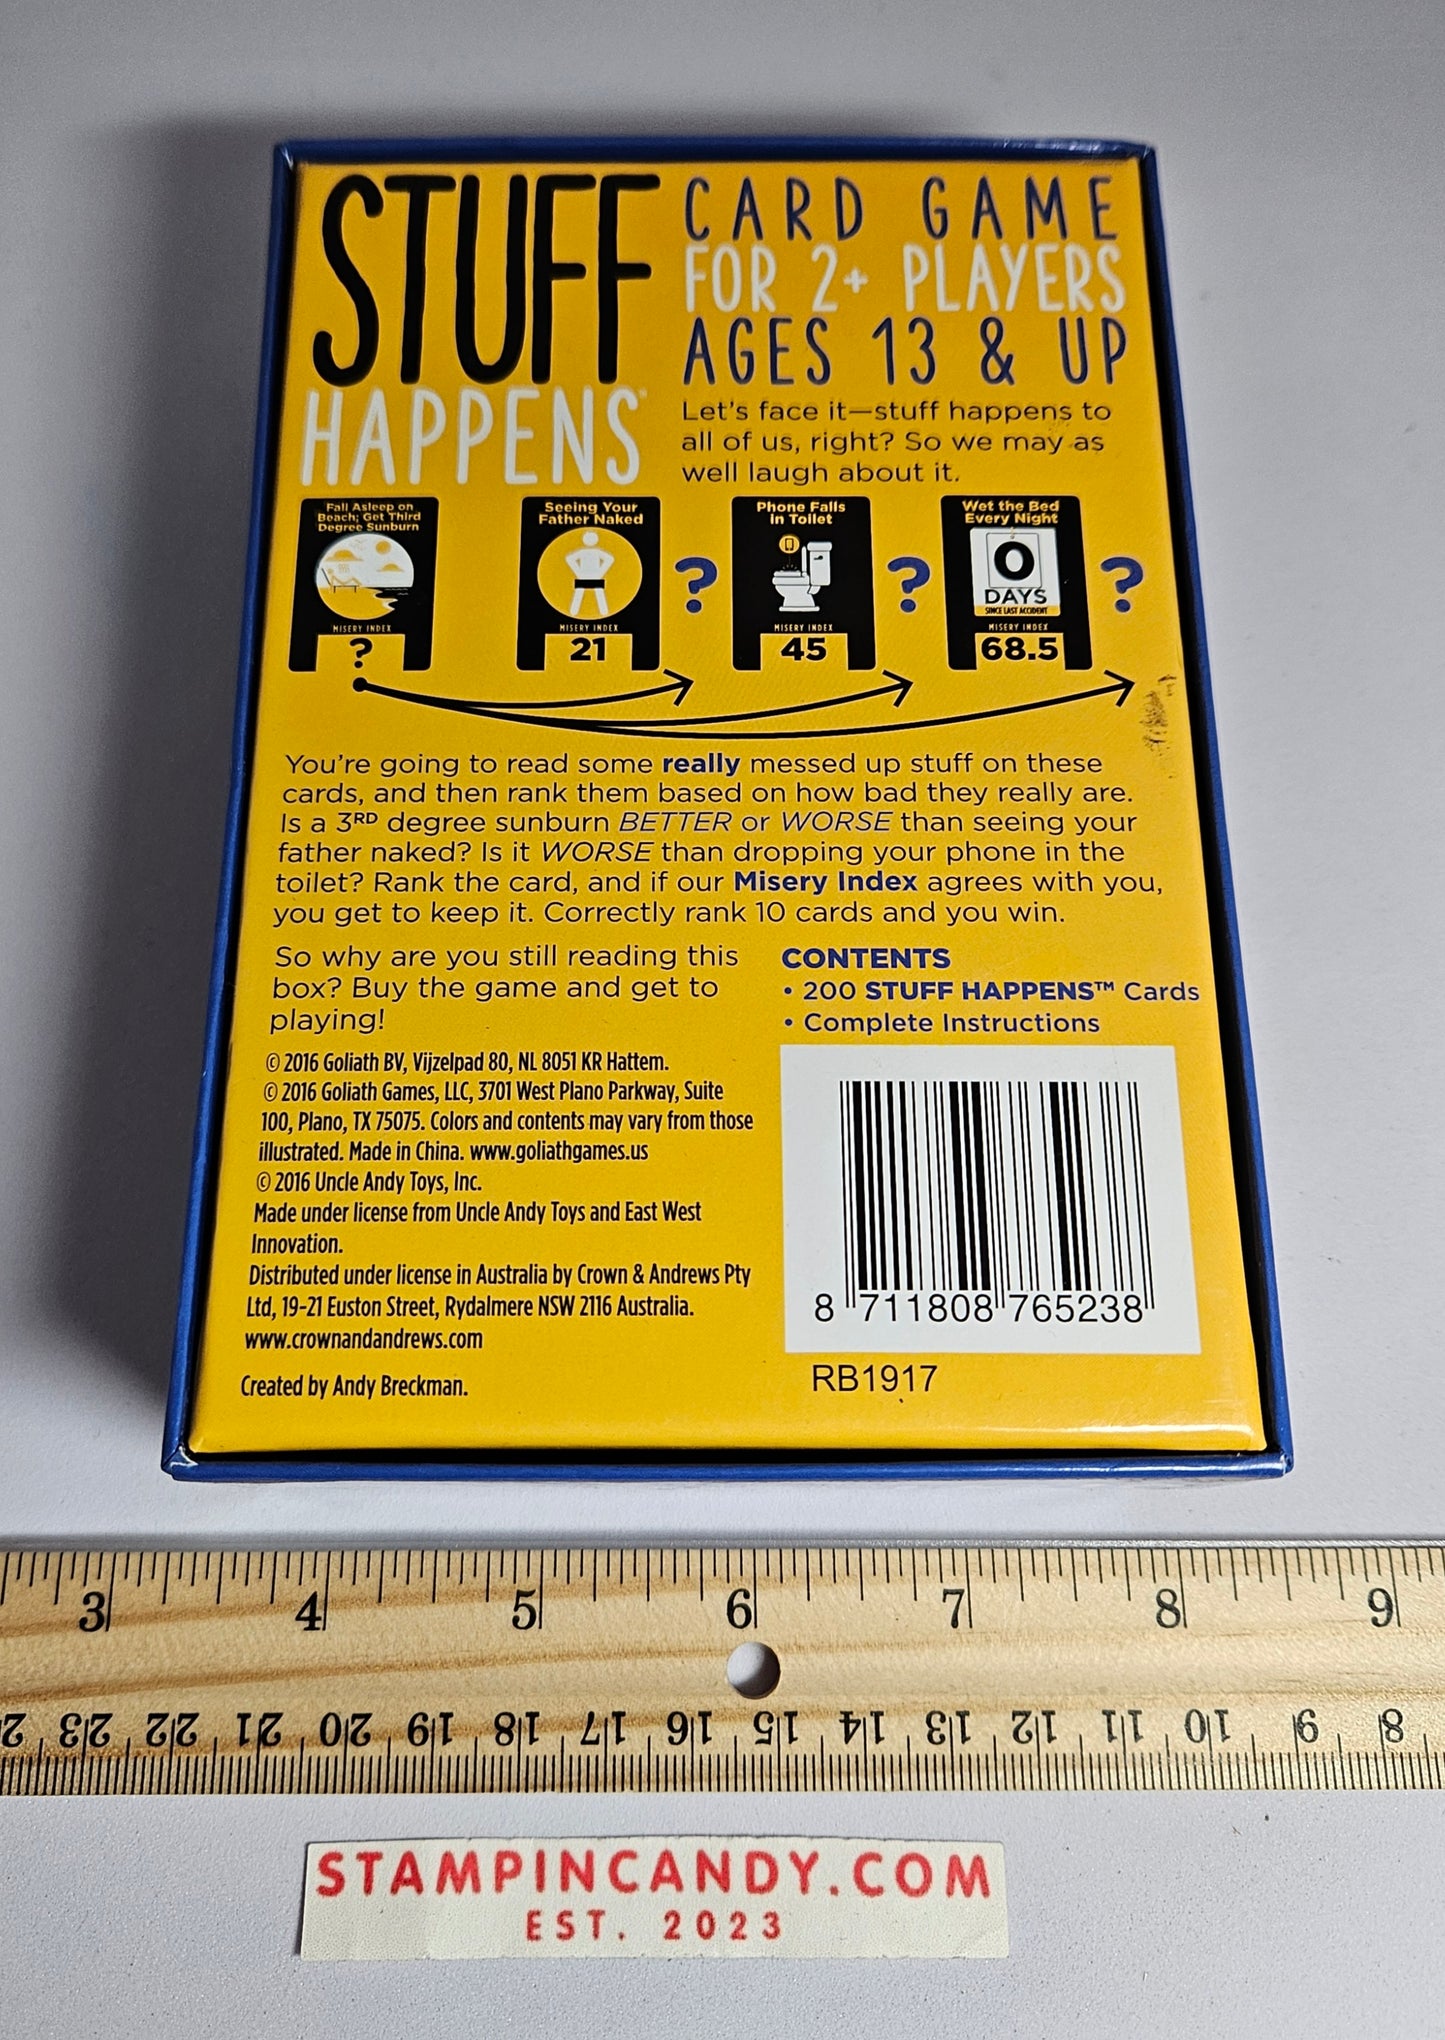 STUFF
HAPPENS
CARD GAME
FOR 2+ PLAYERS
AGES 13 & UP
Let's face it—stuff happens to
all of us, right? So we may as
well laugh about it.
Fall Asleep on
Beach; Get Third
Degree Sunburn
MISERY INDEX
?
Seeing Your
Father Naked
MISERY INDEX
21
?
Phone Falls
in Toilet
MISERY INDEX
45
?
Wet the Bed
Every Night
0
DAYS
SINCE LAST ACCIDENT
MISERY INDEX
68.5
?
You're going to read some really messed up stuff on these
cards, and then rank them based on how bad they really are.
Is a 3RD degree sunburn BETTER or WORSE than seeing your
father naked? Is it WORSE than dropping your phone in the
toilet? Rank the card, and if our Misery Index agrees with you,
you get to keep it. Correctly rank 10 cards and you win.
So why are you still reading this
box? Buy the game and get to
playing!
CONTENTS
• 200 STUFF HAPPENS™ Cards
• Complete Instructions
© 2016 Goliath BV, Vijzelpad 80, NL 8051 KR Hattem.
© 2016 Goliath Games, LLC, 3701 West Plano Parkway, Suite
100, Plano, TX 75075. Colors and contents may vary from those
illustrated. Made in China. www.goliathgames.us
© 2016 Uncle Andy Toys, Inc.
Made under license from Uncle Andy Toys and East West
Innovation.
Distributed under license in Australia by Crown & Andrews Pty
Ltd, 19-21 Euston Street, Rydalmere NSW 2116 Australia.
www.crownandandrews.com
Created by Andy Breckman.
8 711808 765238
RB1917
3 4 5 6 7 8 9
23 22 21 20 19 18 17 16 15 14 13 12 11 10 9 8
STAMPINCANDY.COM
EST. 2023